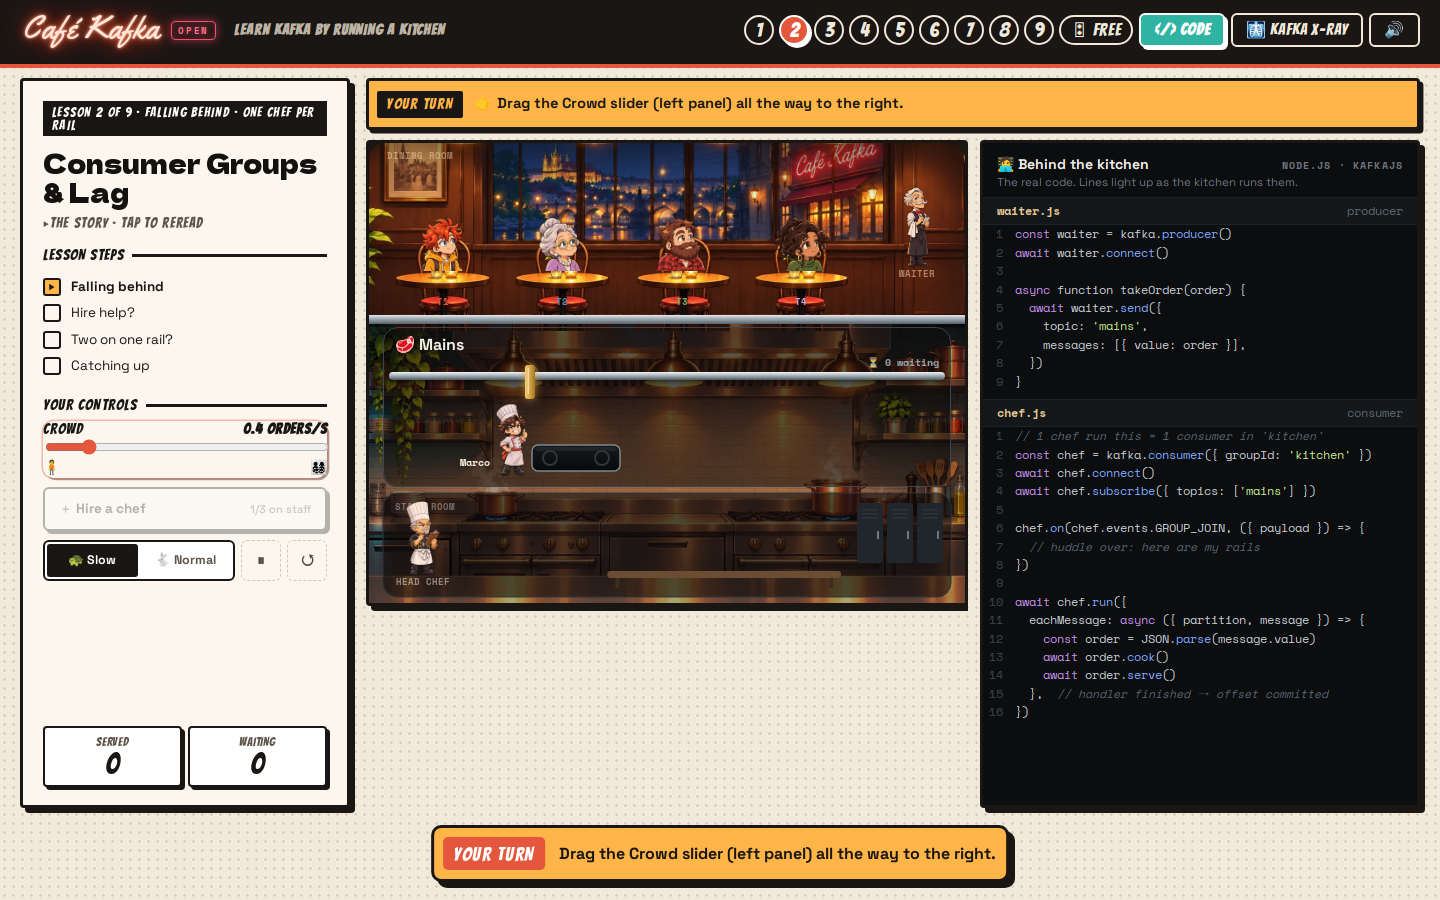 Café Kafka
OPEN
LEARN KAFKA BY RUNNING A KITCHEN
1 2 3 4 5 6 7 8 9
FREE
</> CODE
KAFKA X-RAY
LESSON 2 OF 9 · FALLING BEHIND · ONE CHEF PER
RAIL
Consumer Groups
& Lag
▸THE STORY · TAP TO REREAD
LESSON STEPS
Falling behind
Hire help?
Two on one rail?
Catching up
YOUR CONTROLS
CROWD 0.4 ORDERS/S
+ Hire a chef 1/3 on staff
Slow Normal
SERVED
0
WAITING
0
YOUR TURN
Drag the Crowd slider (left panel) all the way to the right.
DINING ROOM
Café Kafka
WAITER
T1 T2 T3 T4
Mains
0 waiting
Marco
HEAD CHEF
Behind the kitchen
NODE.JS · KAFKAJS
The real code. Lines light up as the kitchen runs them.
waiter.js producer
1 const waiter = kafka.producer()
2 await waiter.connect()
3
4 async function takeOrder(order) {
5 await waiter.send({
6 topic: 'mains',
7 messages: [{ value: order }],
8 })
9 }
chef.js consumer
1 // 1 chef run this = 1 consumer in 'kitchen'
2 const chef = kafka.consumer({ groupId: 'kitchen' })
3 await chef.connect()
4 await chef.subscribe({ topics: ['mains'] })
5
6 chef.on(chef.events.GROUP_JOIN, ({ payload }) => {
7 // huddle over: here are my rails
8 })
9
10 await chef.run({
11 eachMessage: async ({ partition, message }) => {
12 const order = JSON.parse(message.value)
13 await order.cook()
14 await order.serve()
15 }, // handler finished → offset committed
16 })
YOUR TURN
Drag the Crowd slider (left panel) all the way to the right.